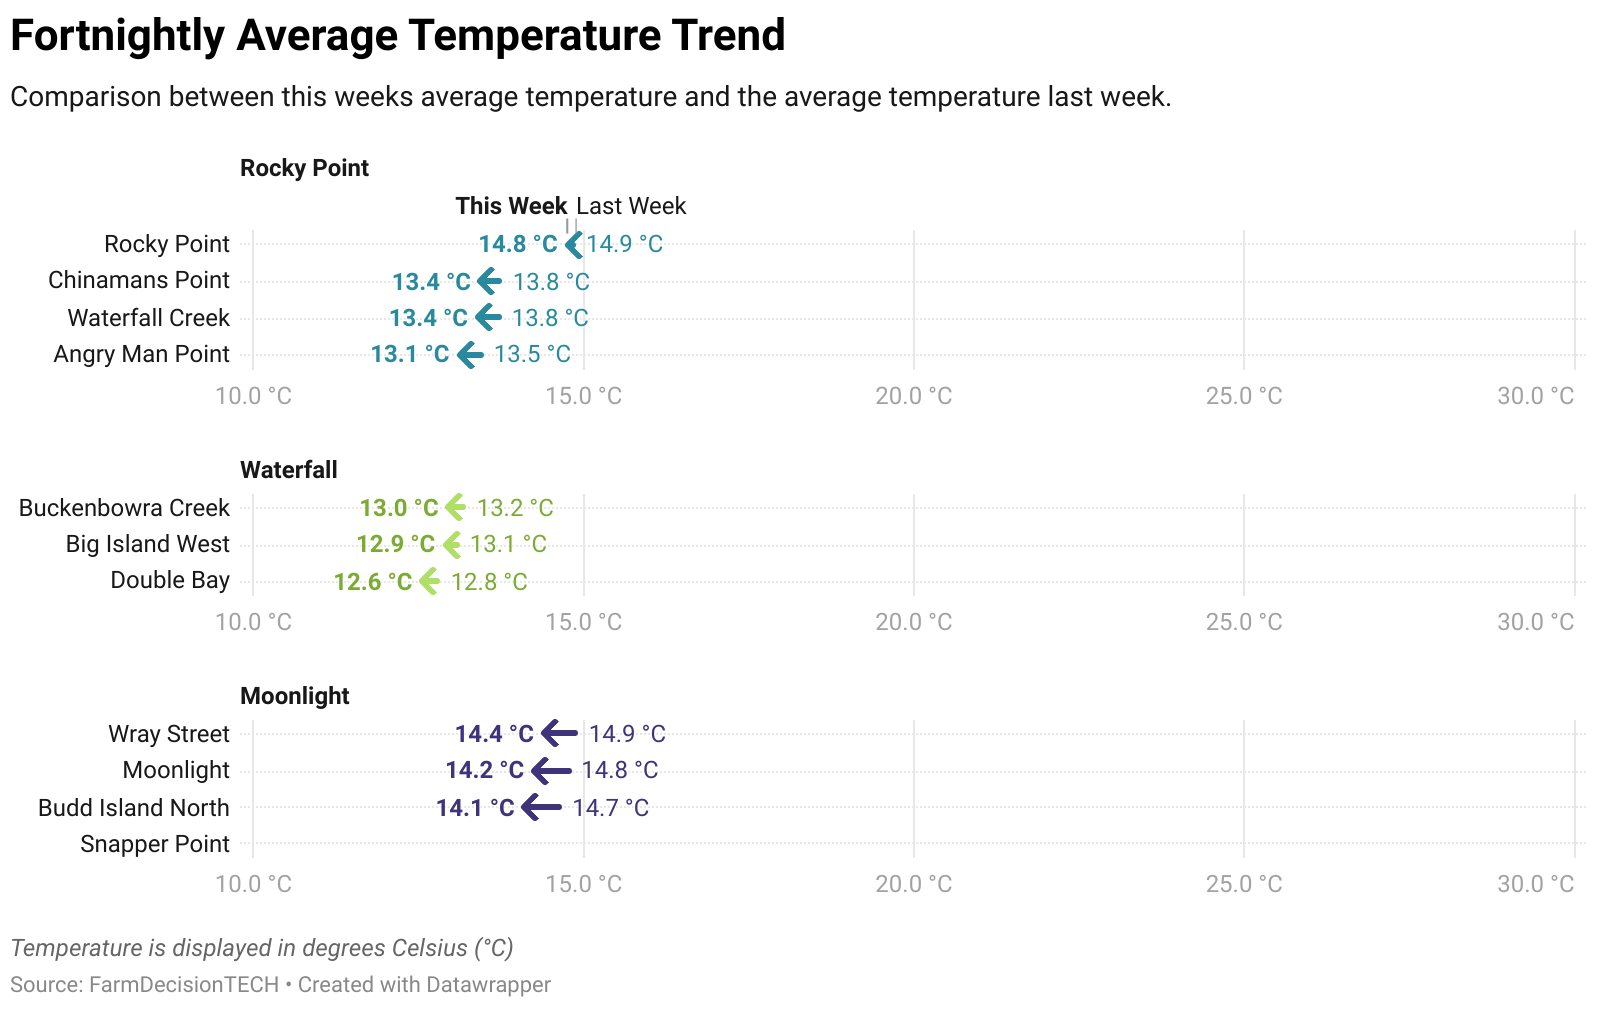 Fortnightly Average Temperature Trend
Comparison between this weeks average temperature and the average temperature last week.
Rocky Point
This Week Last Week
Rocky Point 14.8 °C 14.9 °C
Chinamans Point 13.4 °C 13.8 °C
Waterfall Creek 13.4 °C 13.8 °C
Angry Man Point 13.1 °C 13.5 °C
10.0 °C 15.0 °C 20.0 °C 25.0 °C 30.0 °C
Waterfall
Buckenbowra Creek 13.0 °C 13.2 °C
Big Island West 12.9 °C 13.1 °C
Double Bay 12.6 °C 12.8 °C
10.0 °C 15.0 °C 20.0 °C 25.0 °C 30.0 °C
Moonlight
Wray Street 14.4 °C 14.9 °C
Moonlight 14.2 °C 14.8 °C
Budd Island North 14.1 °C 14.7 °C
Snapper Point
10.0 °C 15.0 °C 20.0 °C 25.0 °C 30.0 °C
Temperature is displayed in degrees Celsius (°C)
Source: FarmDecisionTECH • Created with Datawrapper